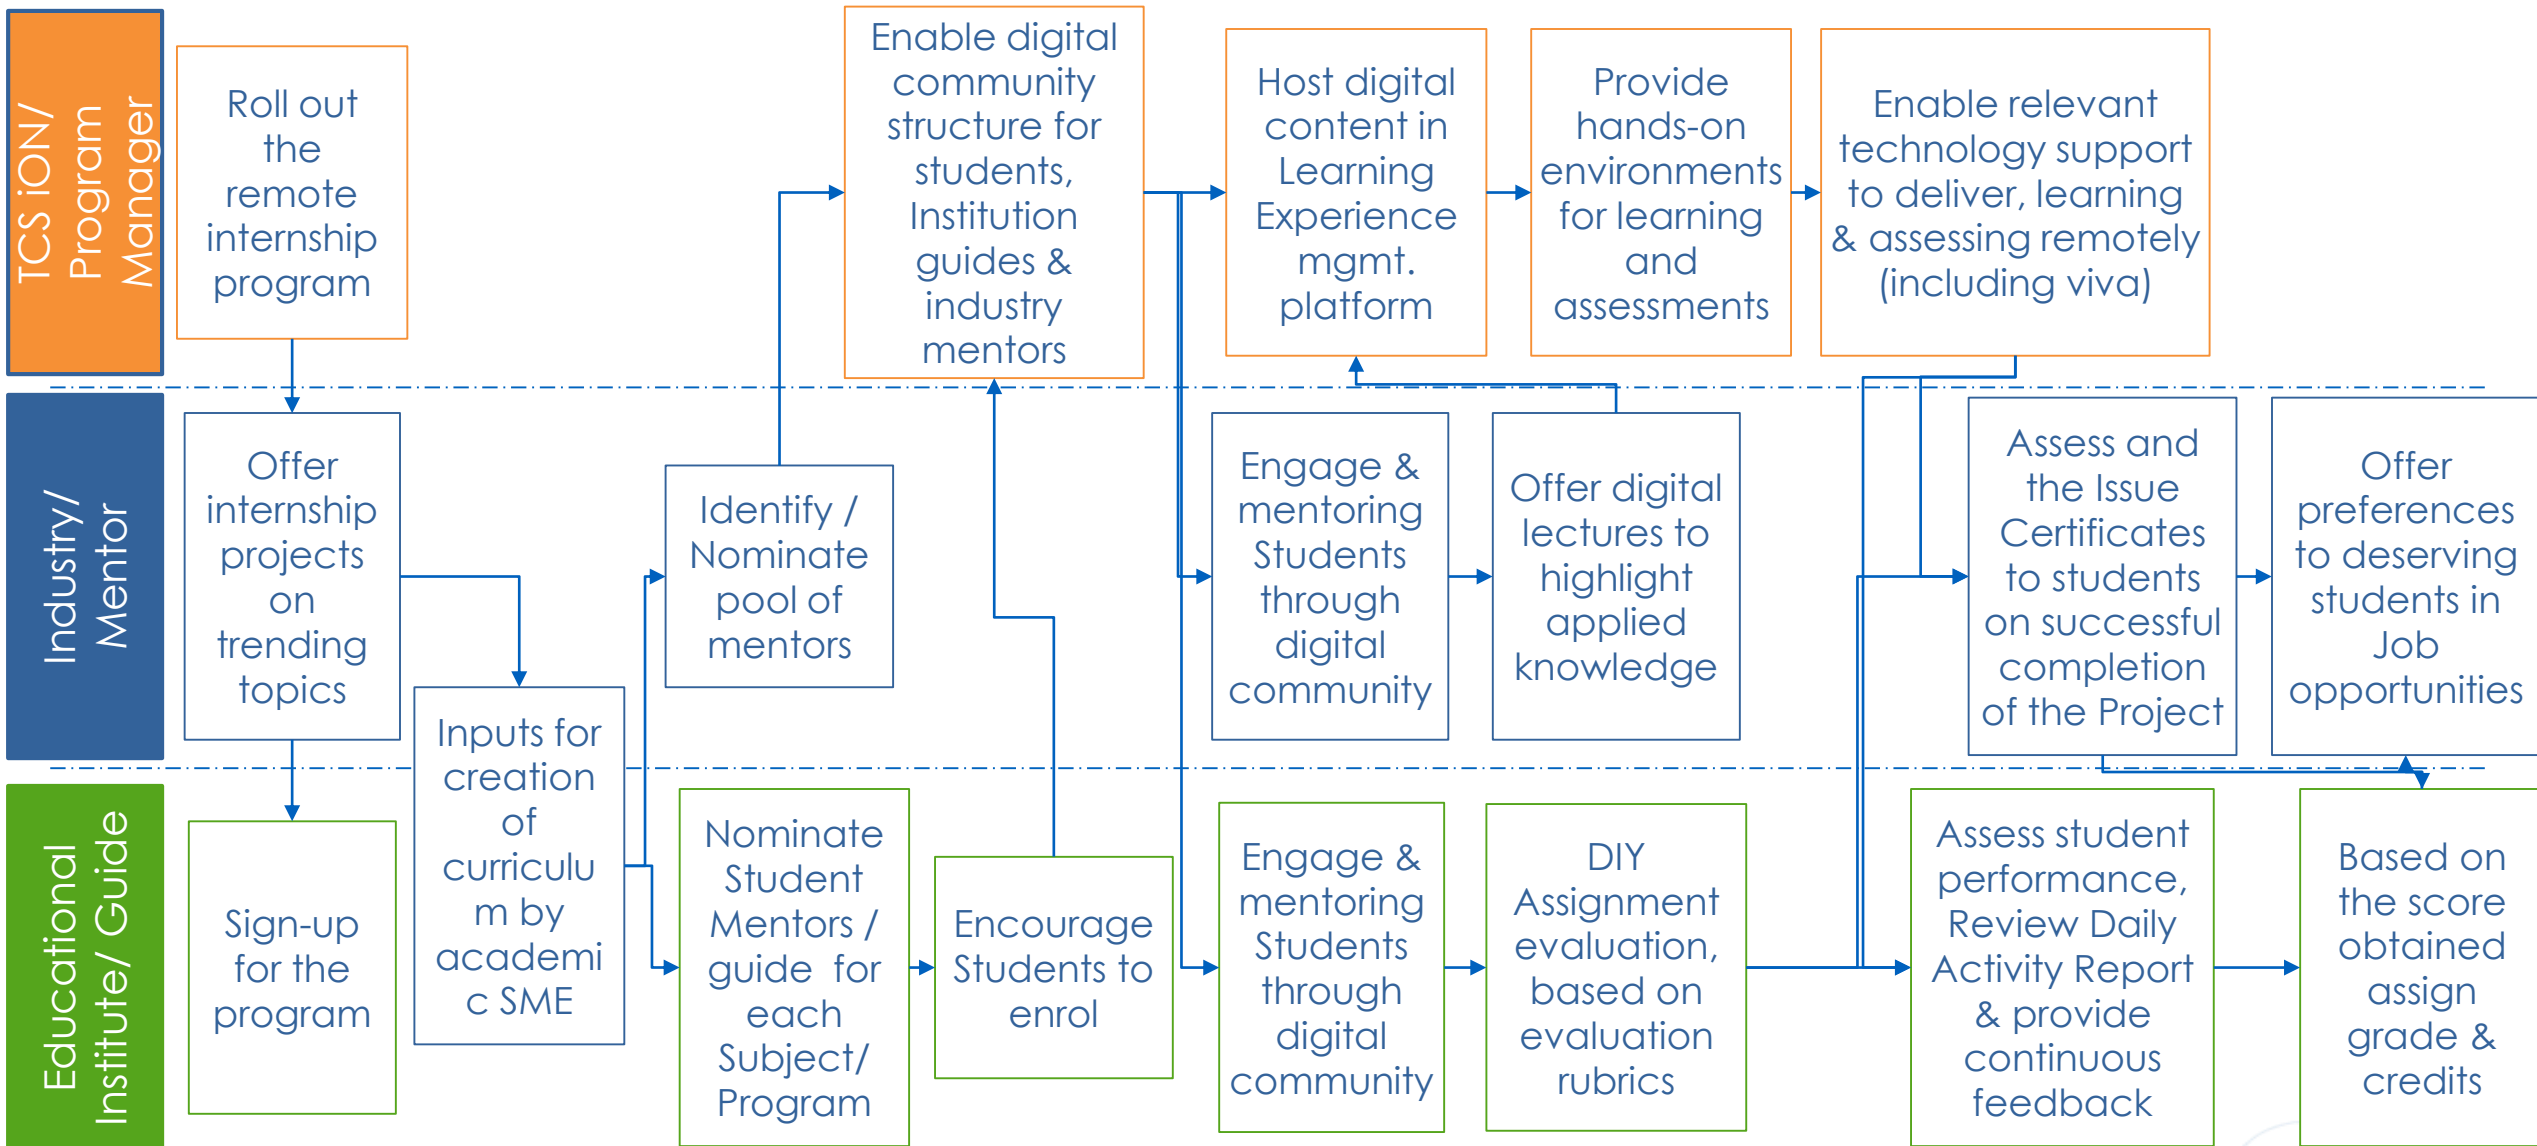 TCS iON/
Program
Manager
Roll out
the
remote
internship
program
Enable digital
community
structure for
students,
Institution
guides &
industry
mentors
Host digital
content in
Learning
Experience
mgmt.
platform
Provide
hands-on
environments
for learning
and
assessments
Enable relevant
technology support
to deliver, learning
& assessing remotely
(including viva)
Industry/
Mentor
Offer
internship
projects
on
trending
topics
Inputs for
creation
of
curriculu
m by
academi
c SME
Identify /
Nominate
pool of
mentors
Engage &
mentoring
Students
through
digital
community
Offer digital
lectures to
highlight
applied
knowledge
Assess and
the Issue
Certificates
to students
on successful
completion
of the Project
Offer
preferences
to deserving
students in
Job
opportunities
Educational
Institute/ Guide
Sign-up
for the
program
Nominate
Student
Mentors /
guide for
each
Subject/
Program
Encourage
Students to
enrol
Engage &
mentoring
Students
through
digital
community
DIY
Assignment
evaluation,
based on
evaluation
rubrics
Assess student
performance,
Review Daily
Activity Report
& provide
continuous
feedback
Based on
the score
obtained
assign
grade &
credits